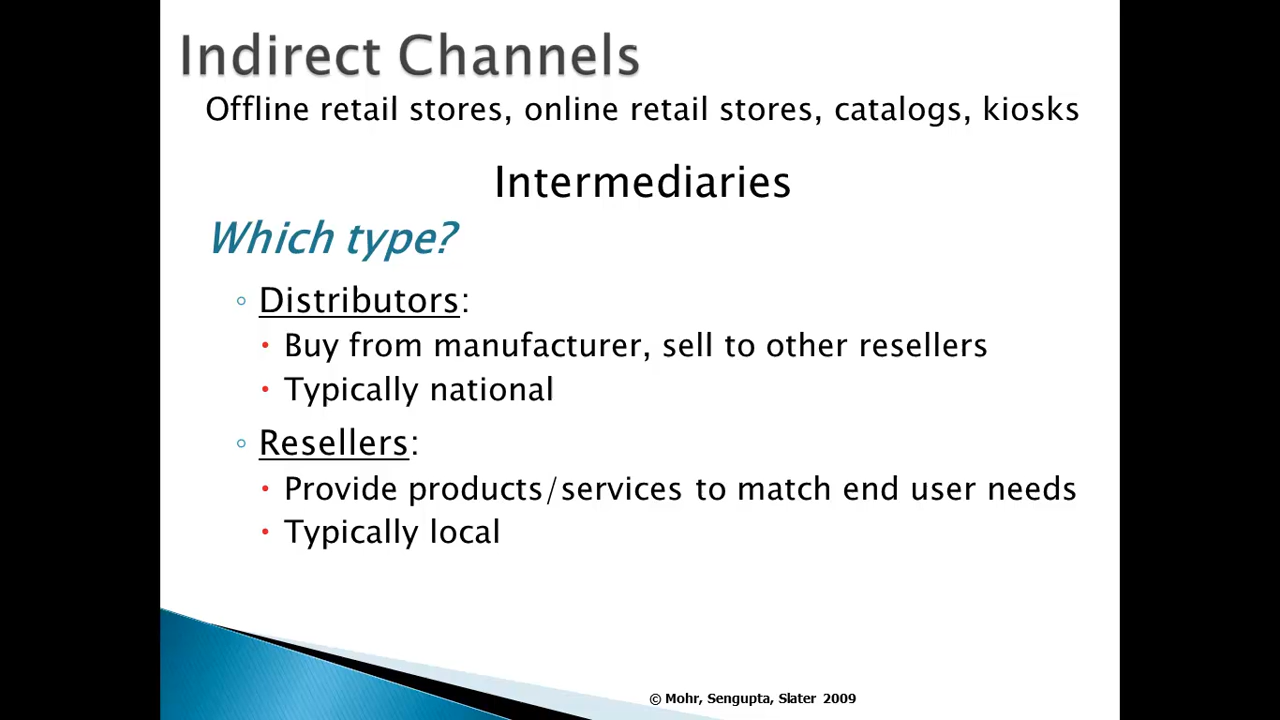 Indirect Channels
Offline retail stores, online retail stores, catalogs, kiosks
Intermediaries
Which type?
◦ Distributors:
• Buy from manufacturer, sell to other resellers
• Typically national
◦ Resellers:
• Provide products/services to match end user needs
• Typically local
© Mohr, Sengupta, Slater 2009